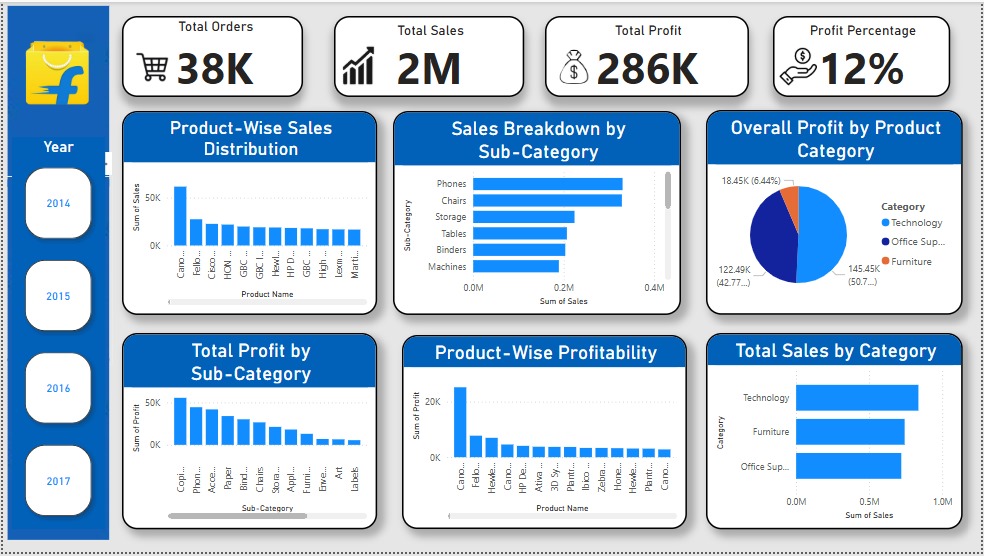 Total Orders
38K
Total Sales
2M
Total Profit
286K
Profit Percentage
12%
Year
2014
2015
2016
2017
Product-Wise Sales
Distribution
Sum of Sales
50K
0K
Cano...
Fello...
Cisco...
HON ...
GBC ...
GBC I...
Hewl...
HP D...
GBC ...
High ...
Lexm...
Marti...
Product Name
Sales Breakdown by
Sub-Category
Sub-Category
Phones
Chairs
Storage
Tables
Binders
Machines
0.0M 0.2M 0.4M
Sum of Sales
Overall Profit by Product
Category
18.45K (6.44%)
122.49K
(42.77...)
145.45K
(50.7...)
Category
Technology
Office Sup...
Furniture
Total Profit by
Sub-Category
Sum of Profit
50K
0K
Copi...
Phon...
Acce...
Paper
Bind...
Chairs
Stora...
Appl...
Furni...
Enve...
Art
Labels
Sub-Category
Product-Wise Profitability
Sum of Profit
20K
0K
Cano...
Fello...
Hewle...
Cano...
HP De...
Ativa ...
3D Sy...
Plantr...
Ibico ...
Zebra...
Hone...
Hewle...
Plantr...
Cano...
Product Name
Total Sales by Category
Category
Technology
Furniture
Office Sup...
0.0M 0.5M 1.0M
Sum of Sales